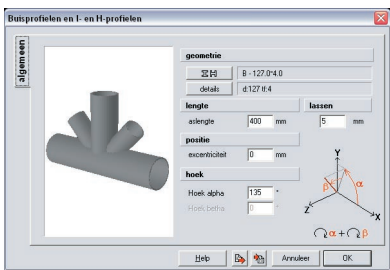 Buisprofielen en I- en H-profielen
algemeen
geometrie
B - 127.0*4.0
details
d:127 tf:4
lengte
lassen
aslengte
400
mm
5
mm
positie
excentriciteit
0
mm
hoek
Hoek alpha
135
°
Hoek betha
0
Y
α
β
Z
X
α + β
Help
Annuleer
OK